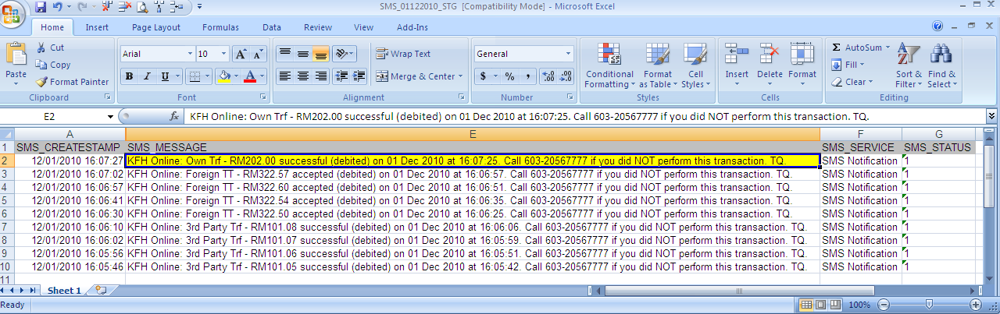 SMS_01122010_STG [Compatibility Mode] - Microsoft Excel
Home Insert Page Layout Formulas Data Review View Add-Ins
Cut
Copy
Format Painter
Paste
Clipboard
Arial 10 A A
B I U A
Font
Wrap Text
Merge & Center
Alignment
General
$ % , .0 .00 .00 .0
Number
Conditional Formatting
Format as Table
Cell Styles
Styles
Insert Delete Format
Cells
Σ AutoSum
Fill
Clear
Sort & Filter
Find & Select
Editing
E2 fx KFH Online: Own Trf - RM202.00 successful (debited) on 01 Dec 2010 at 16:07:25. Call 603-20567777 if you did NOT perform this transaction. TQ.
A E F G
1 SMS_CREATESTAMP SMS_MESSAGE SMS_SERVICE SMS_STATUS
2 12/01/2010 16:07:27 KFH Online: Own Trf - RM202.00 successful (debited) on 01 Dec 2010 at 16:07:25. Call 603-20567777 if you did NOT perform this transaction. TQ. SMS Notification 1
3 12/01/2010 16:07:02 KFH Online: Foreign TT - RM322.57 accepted (debited) on 01 Dec 2010 at 16:06:57. Call 603-20567777 if you did NOT perform this transaction. TQ. SMS Notification 1
4 12/01/2010 16:06:57 KFH Online: Foreign TT - RM322.60 accepted (debited) on 01 Dec 2010 at 16:06:52. Call 603-20567777 if you did NOT perform this transaction. TQ. SMS Notification 1
5 12/01/2010 16:06:41 KFH Online: Foreign TT - RM322.54 accepted (debited) on 01 Dec 2010 at 16:06:35. Call 603-20567777 if you did NOT perform this transaction. TQ. SMS Notification 1
6 12/01/2010 16:06:30 KFH Online: Foreign TT - RM322.50 accepted (debited) on 01 Dec 2010 at 16:06:25. Call 603-20567777 if you did NOT perform this transaction. TQ. SMS Notification 1
7 12/01/2010 16:06:10 KFH Online: 3rd Party Trf - RM101.08 successful (debited) on 01 Dec 2010 at 16:06:06. Call 603-20567777 if you did NOT perform this transaction. TQ. SMS Notification 1
8 12/01/2010 16:06:02 KFH Online: 3rd Party Trf - RM101.07 successful (debited) on 01 Dec 2010 at 16:05:59. Call 603-20567777 if you did NOT perform this transaction. TQ. SMS Notification 1
9 12/01/2010 16:05:56 KFH Online: 3rd Party Trf - RM101.06 successful (debited) on 01 Dec 2010 at 16:05:51. Call 603-20567777 if you did NOT perform this transaction. TQ. SMS Notification 1
10 12/01/2010 16:05:46 KFH Online: 3rd Party Trf - RM101.05 successful (debited) on 01 Dec 2010 at 16:05:42. Call 603-20567777 if you did NOT perform this transaction. TQ. SMS Notification 1
11
Sheet 1
Ready 100%